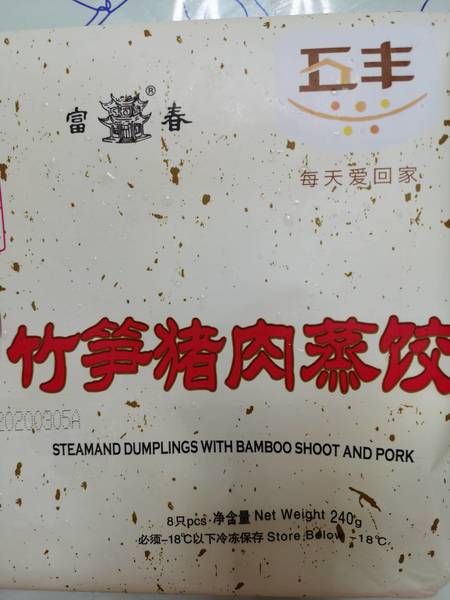 五丰
富 ® 春
每天爱回家
竹笋猪肉蒸饺
20200305A
STEAMAND DUMPLINGS WITH BAMBOO SHOOT AND PORK
8只pcs·净含量 Net Weight 240g
·必须-18℃以下冷冻保存 Store Below -18℃